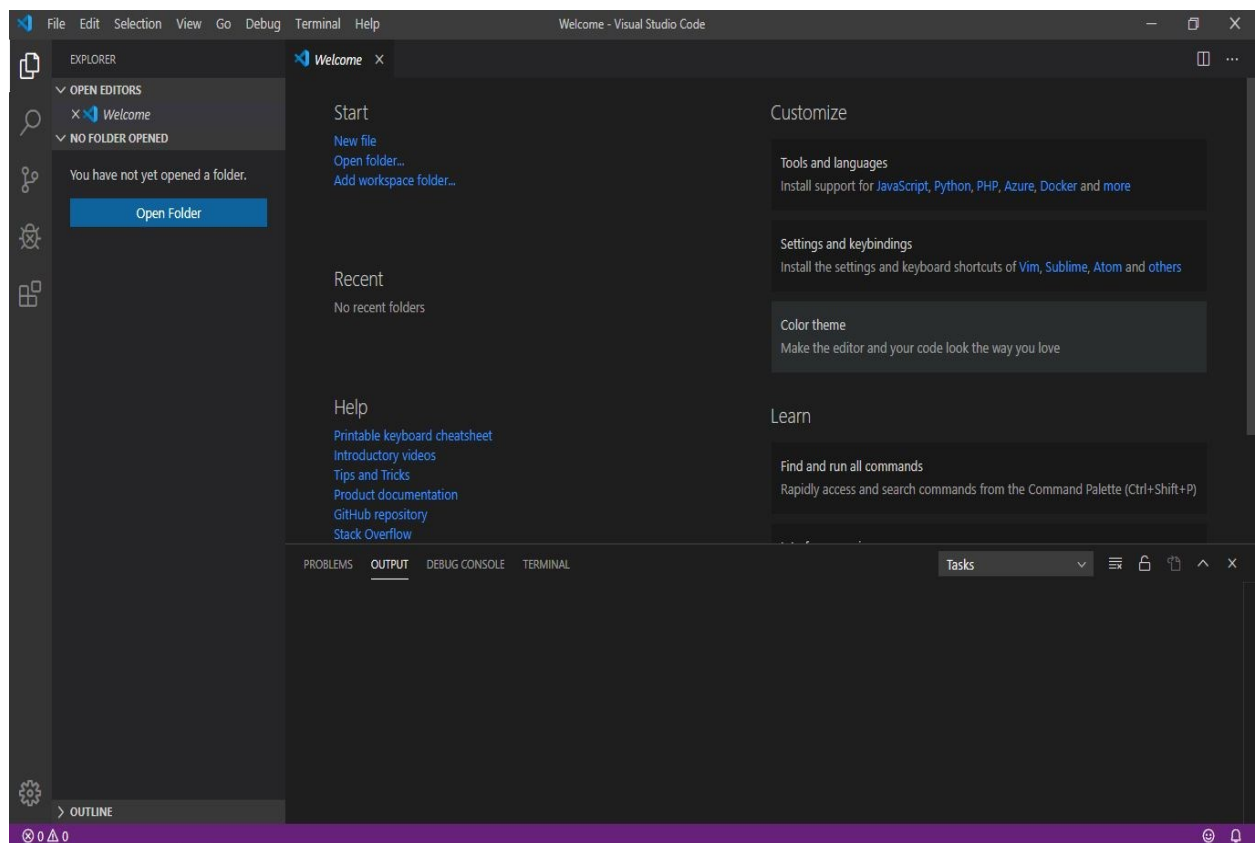 File Edit Selection View Go Debug Terminal Help
Welcome - Visual Studio Code
EXPLORER
OPEN EDITORS
Welcome
NO FOLDER OPENED
You have not yet opened a folder.
Open Folder
OUTLINE
Welcome
Start
New file
Open folder...
Add workspace folder...
Recent
No recent folders
Help
Printable keyboard cheatsheet
Introductory videos
Tips and Tricks
Product documentation
GitHub repository
Stack Overflow
Customize
Tools and languages
Install support for JavaScript, Python, PHP, Azure, Docker and more
Settings and keybindings
Install the settings and keyboard shortcuts of Vim, Sublime, Atom and others
Color theme
Make the editor and your code look the way you love
Learn
Find and run all commands
Rapidly access and search commands from the Command Palette (Ctrl+Shift+P)
PROBLEMS OUTPUT DEBUG CONSOLE TERMINAL
Tasks
0 0